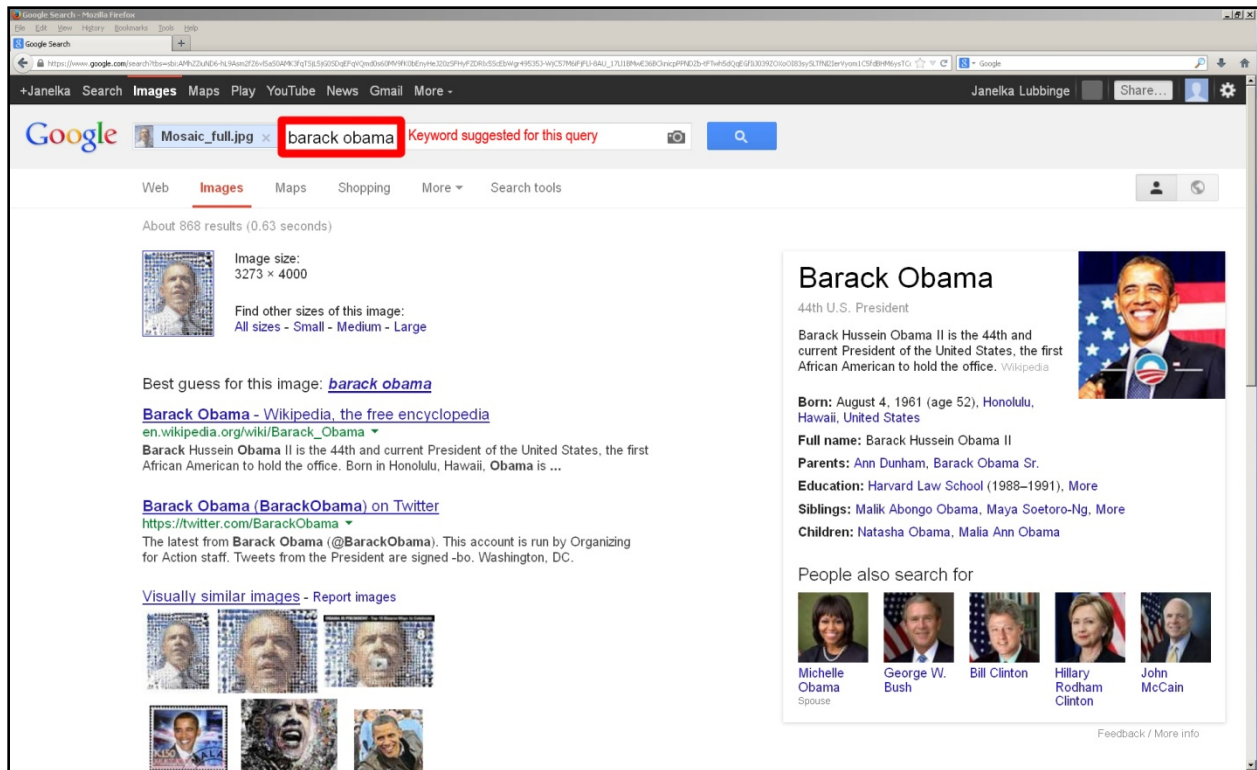 Google Search - Mozilla Firefox
File Edit View History Bookmarks Tools Help
Google Search
Google
+Janelka Search Images Maps Play YouTube News Gmail More
Janelka Lubbinge Share...
Google Mosaic_full.jpg × barack obama Keyword suggested for this query
Web Images Maps Shopping More Search tools
About 868 results (0.63 seconds)
Image size:
3273 × 4000
Find other sizes of this image:
All sizes - Small - Medium - Large
Best guess for this image: barack obama
Barack Obama - Wikipedia, the free encyclopedia
en.wikipedia.org/wiki/Barack_Obama
Barack Hussein Obama II is the 44th and current President of the United States, the first
African American to hold the office. Born in Honolulu, Hawaii, Obama is ...
Barack Obama (BarackObama) on Twitter
https://twitter.com/BarackObama
The latest from Barack Obama (@BarackObama). This account is run by Organizing
for Action staff. Tweets from the President are signed -bo. Washington, DC.
Visually similar images - Report images
8
Barack Obama
44th U.S. President
Barack Hussein Obama II is the 44th and
current President of the United States, the first
African American to hold the office. Wikipedia
Born: August 4, 1961 (age 52), Honolulu,
Hawaii, United States
Full name: Barack Hussein Obama II
Parents: Ann Dunham, Barack Obama Sr.
Education: Harvard Law School (1988–1991), More
Siblings: Malik Abongo Obama, Maya Soetoro-Ng, More
Children: Natasha Obama, Malia Ann Obama
People also search for
Michelle
Obama
Spouse
George W.
Bush
Bill Clinton
Hillary
Rodham
Clinton
John
McCain
Feedback / More info